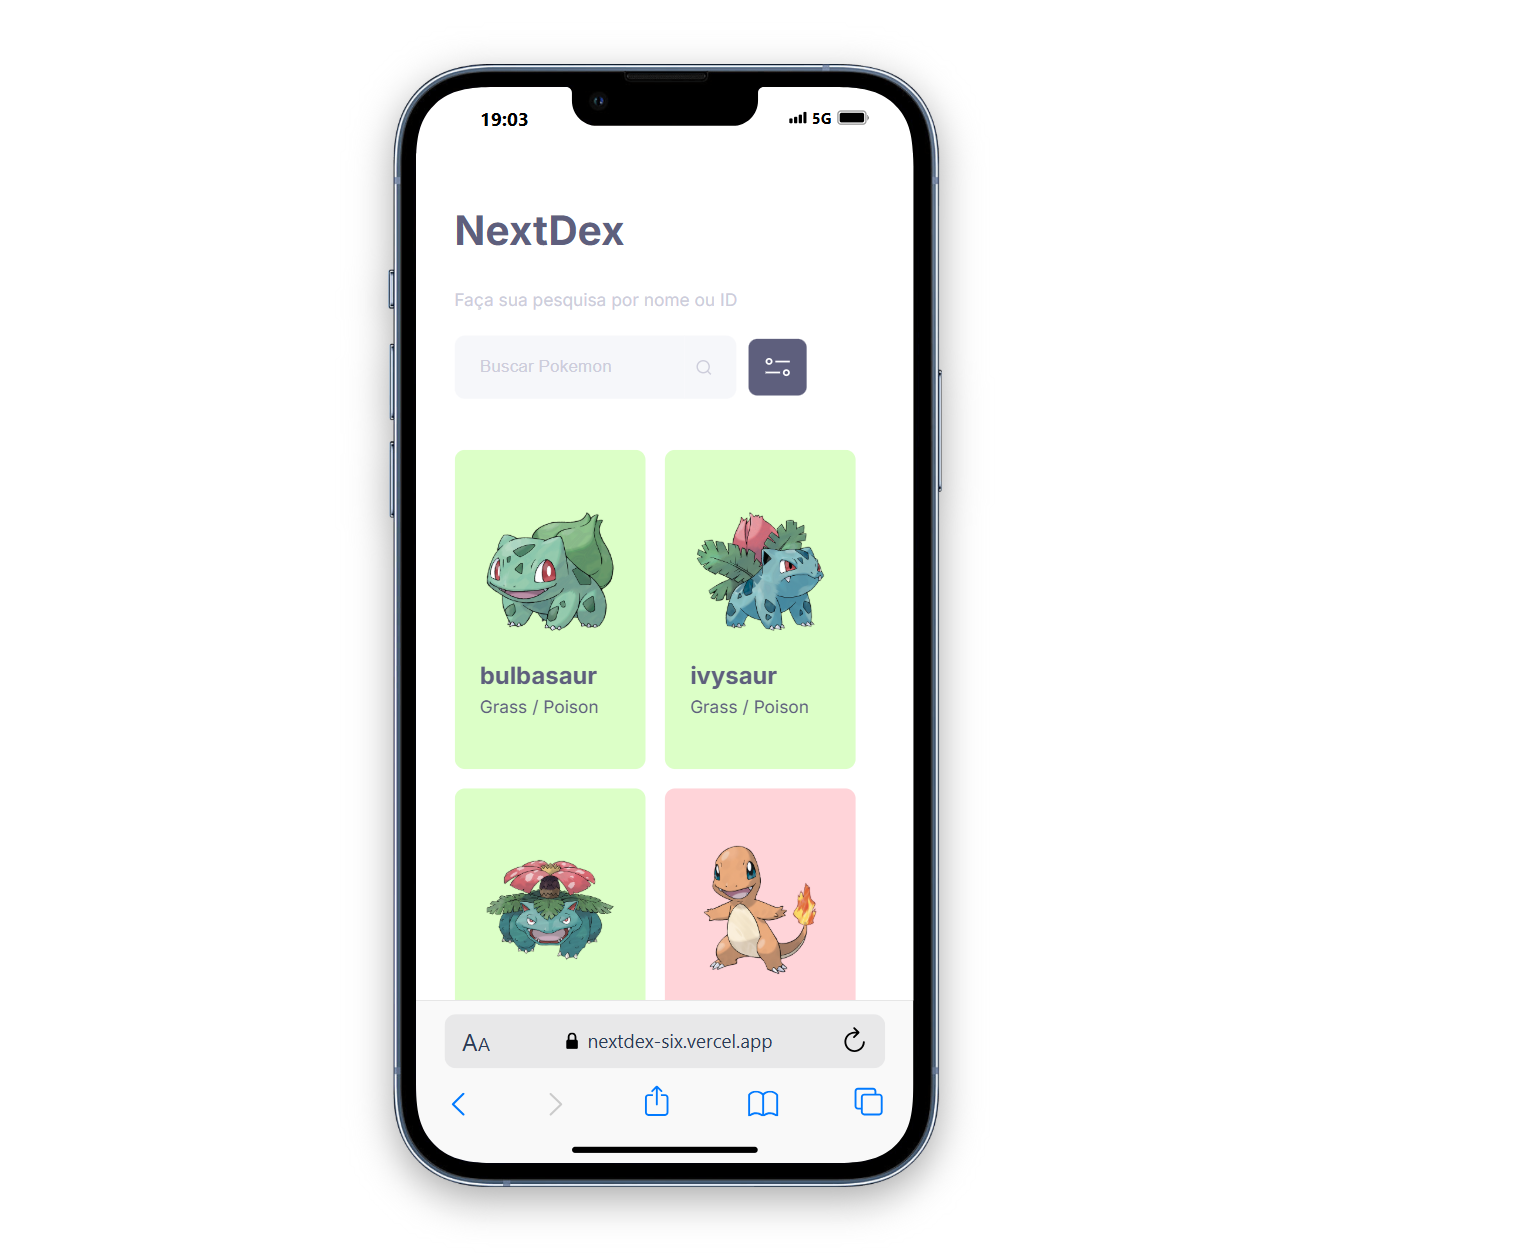 19:03
5G
NextDex
Faça sua pesquisa por nome ou ID
Buscar Pokemon
bulbasaur
Grass / Poison
ivysaur
Grass / Poison
AA
nextdex-six.vercel.app